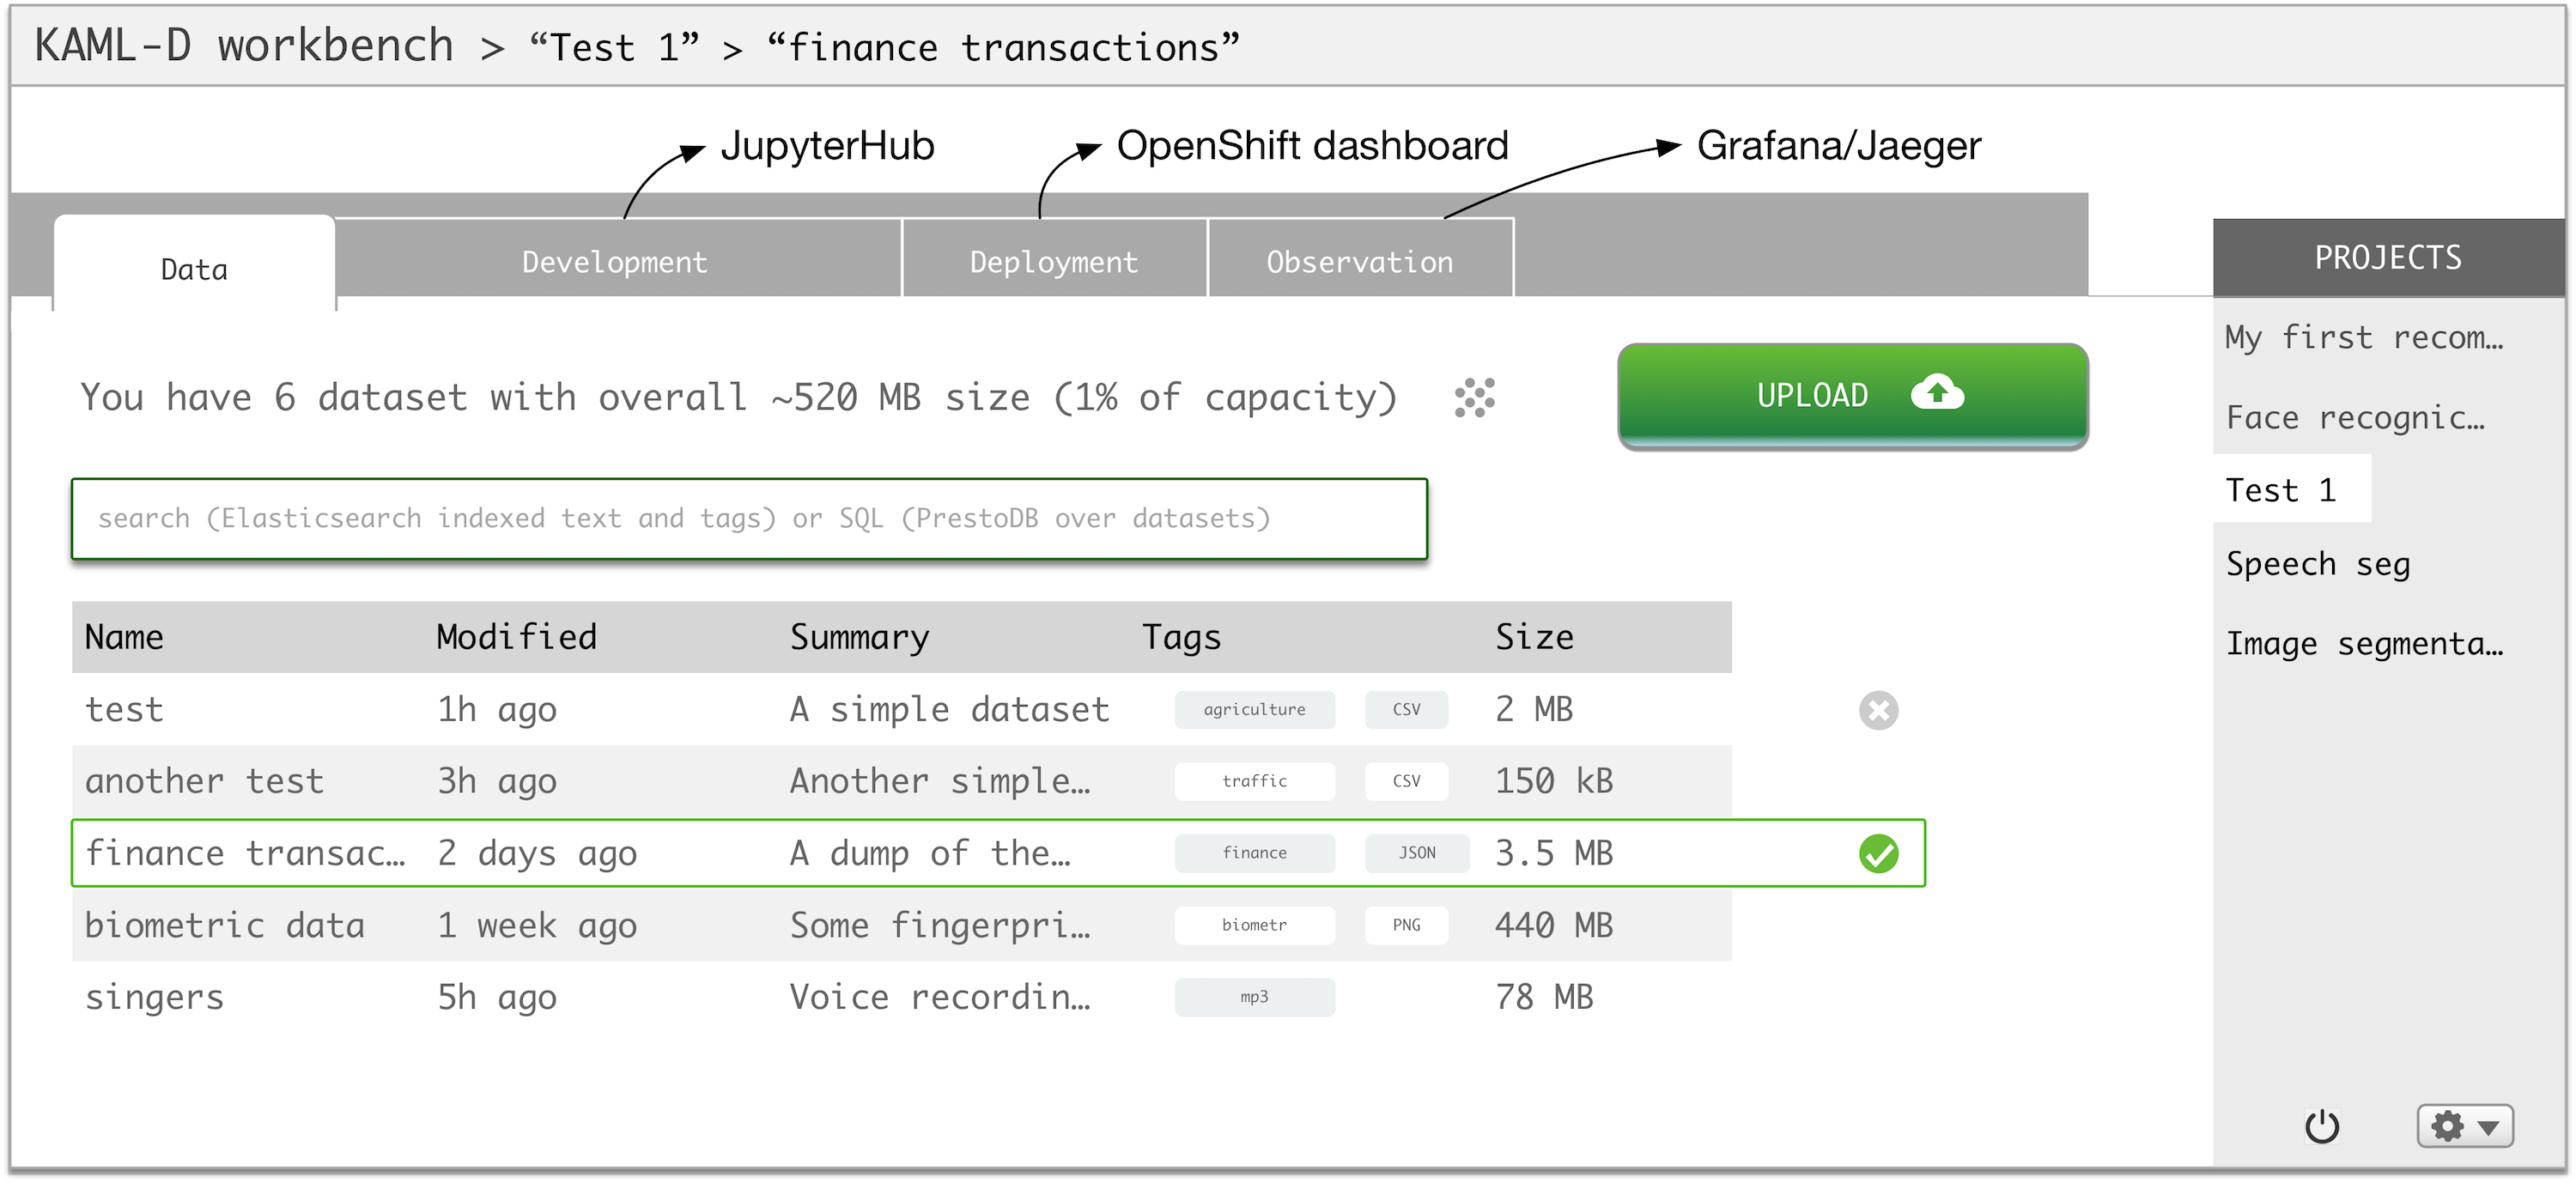 KAML-D workbench > “Test 1” > “finance transactions”
JupyterHub OpenShift dashboard Grafana/Jaeger
Data Development Deployment Observation
PROJECTS
My first recom…
Face recognic…
Test 1
Speech seg
Image segmenta…
You have 6 dataset with overall ~520 MB size (1% of capacity)
UPLOAD
search (Elasticsearch indexed text and tags) or SQL (PrestoDB over datasets)
Name Modified Summary Tags Size
test 1h ago A simple dataset agriculture CSV 2 MB
another test 3h ago Another simple… traffic CSV 150 kB
finance transac… 2 days ago A dump of the… finance JSON 3.5 MB
biometric data 1 week ago Some fingerpri… biometr PNG 440 MB
singers 5h ago Voice recordin… mp3 78 MB